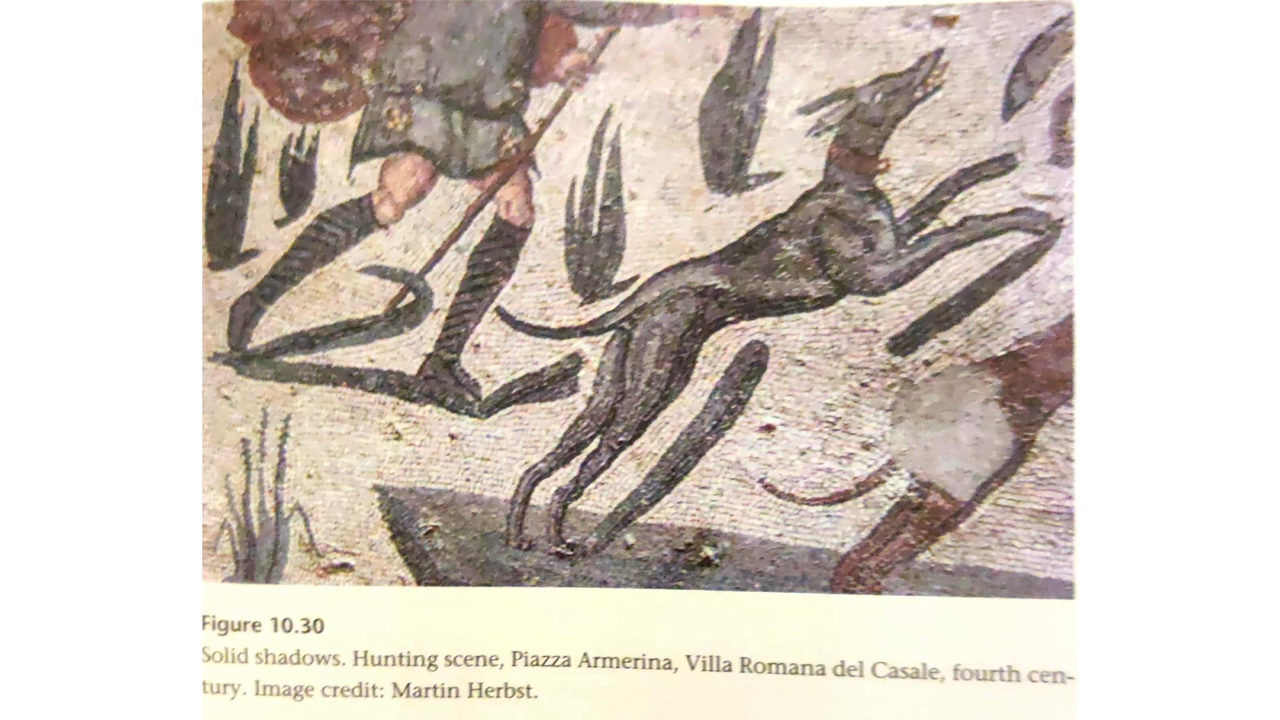 Figure 10.30
Solid shadows. Hunting scene, Piazza Armerina, Villa Romana del Casale, fourth cen-
tury. Image credit: Martin Herbst.